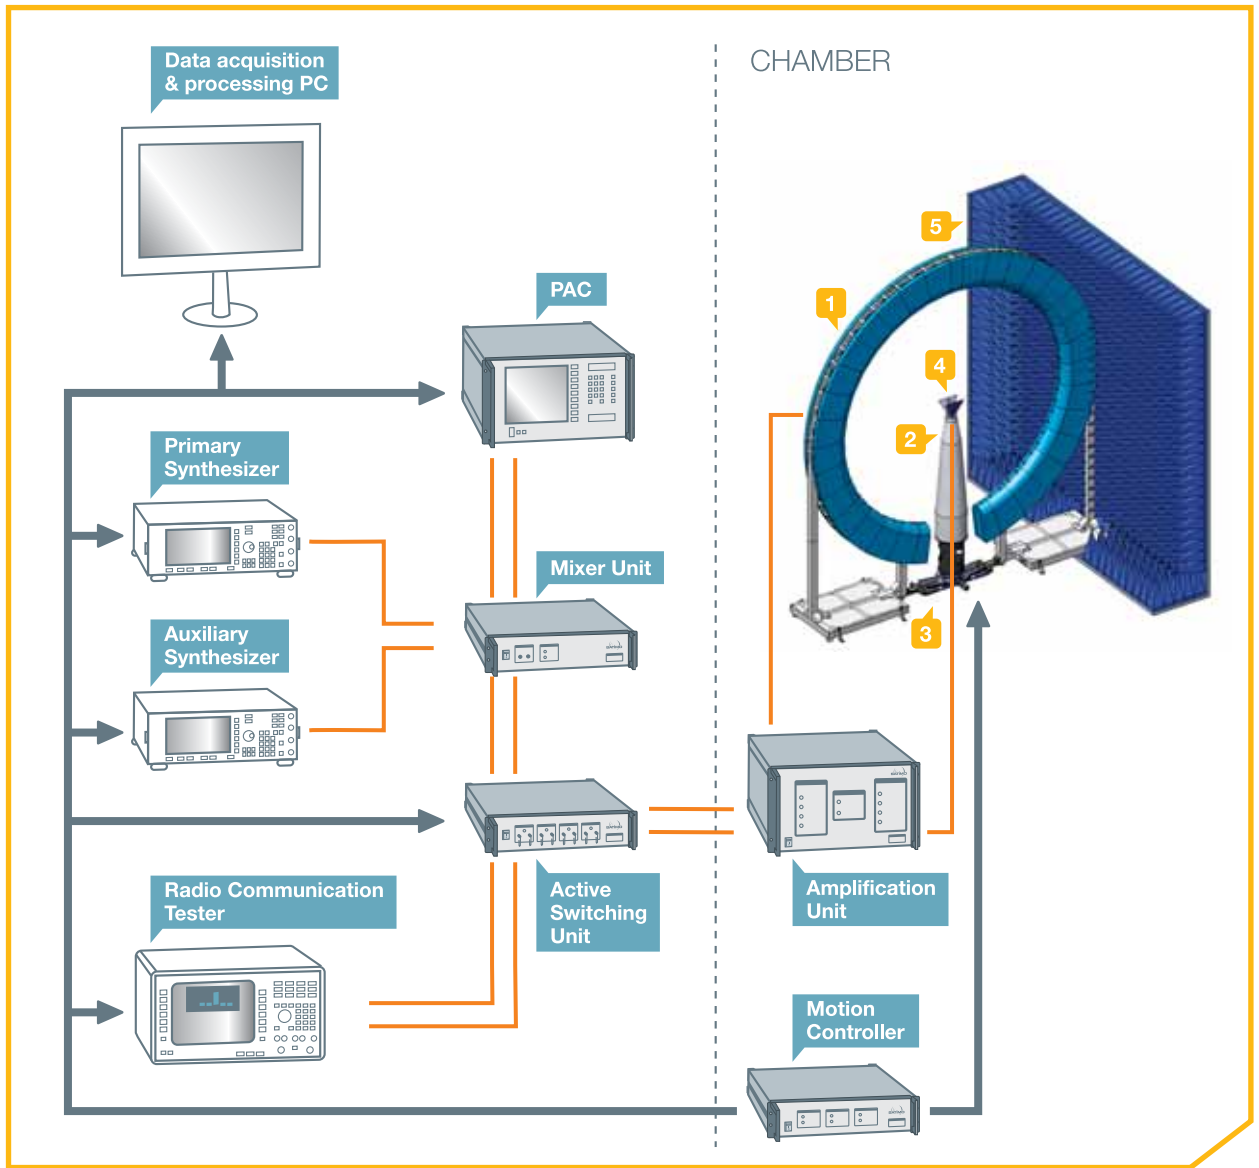 Data acquisition
& processing PC
CHAMBER
5
PAC
1
4
Primary
Synthesizer
2
Mixer Unit
Auxiliary
Synthesizer
3
Radio Communication
Tester
Active
Switching
Unit
Amplification
Unit
Motion
Controller